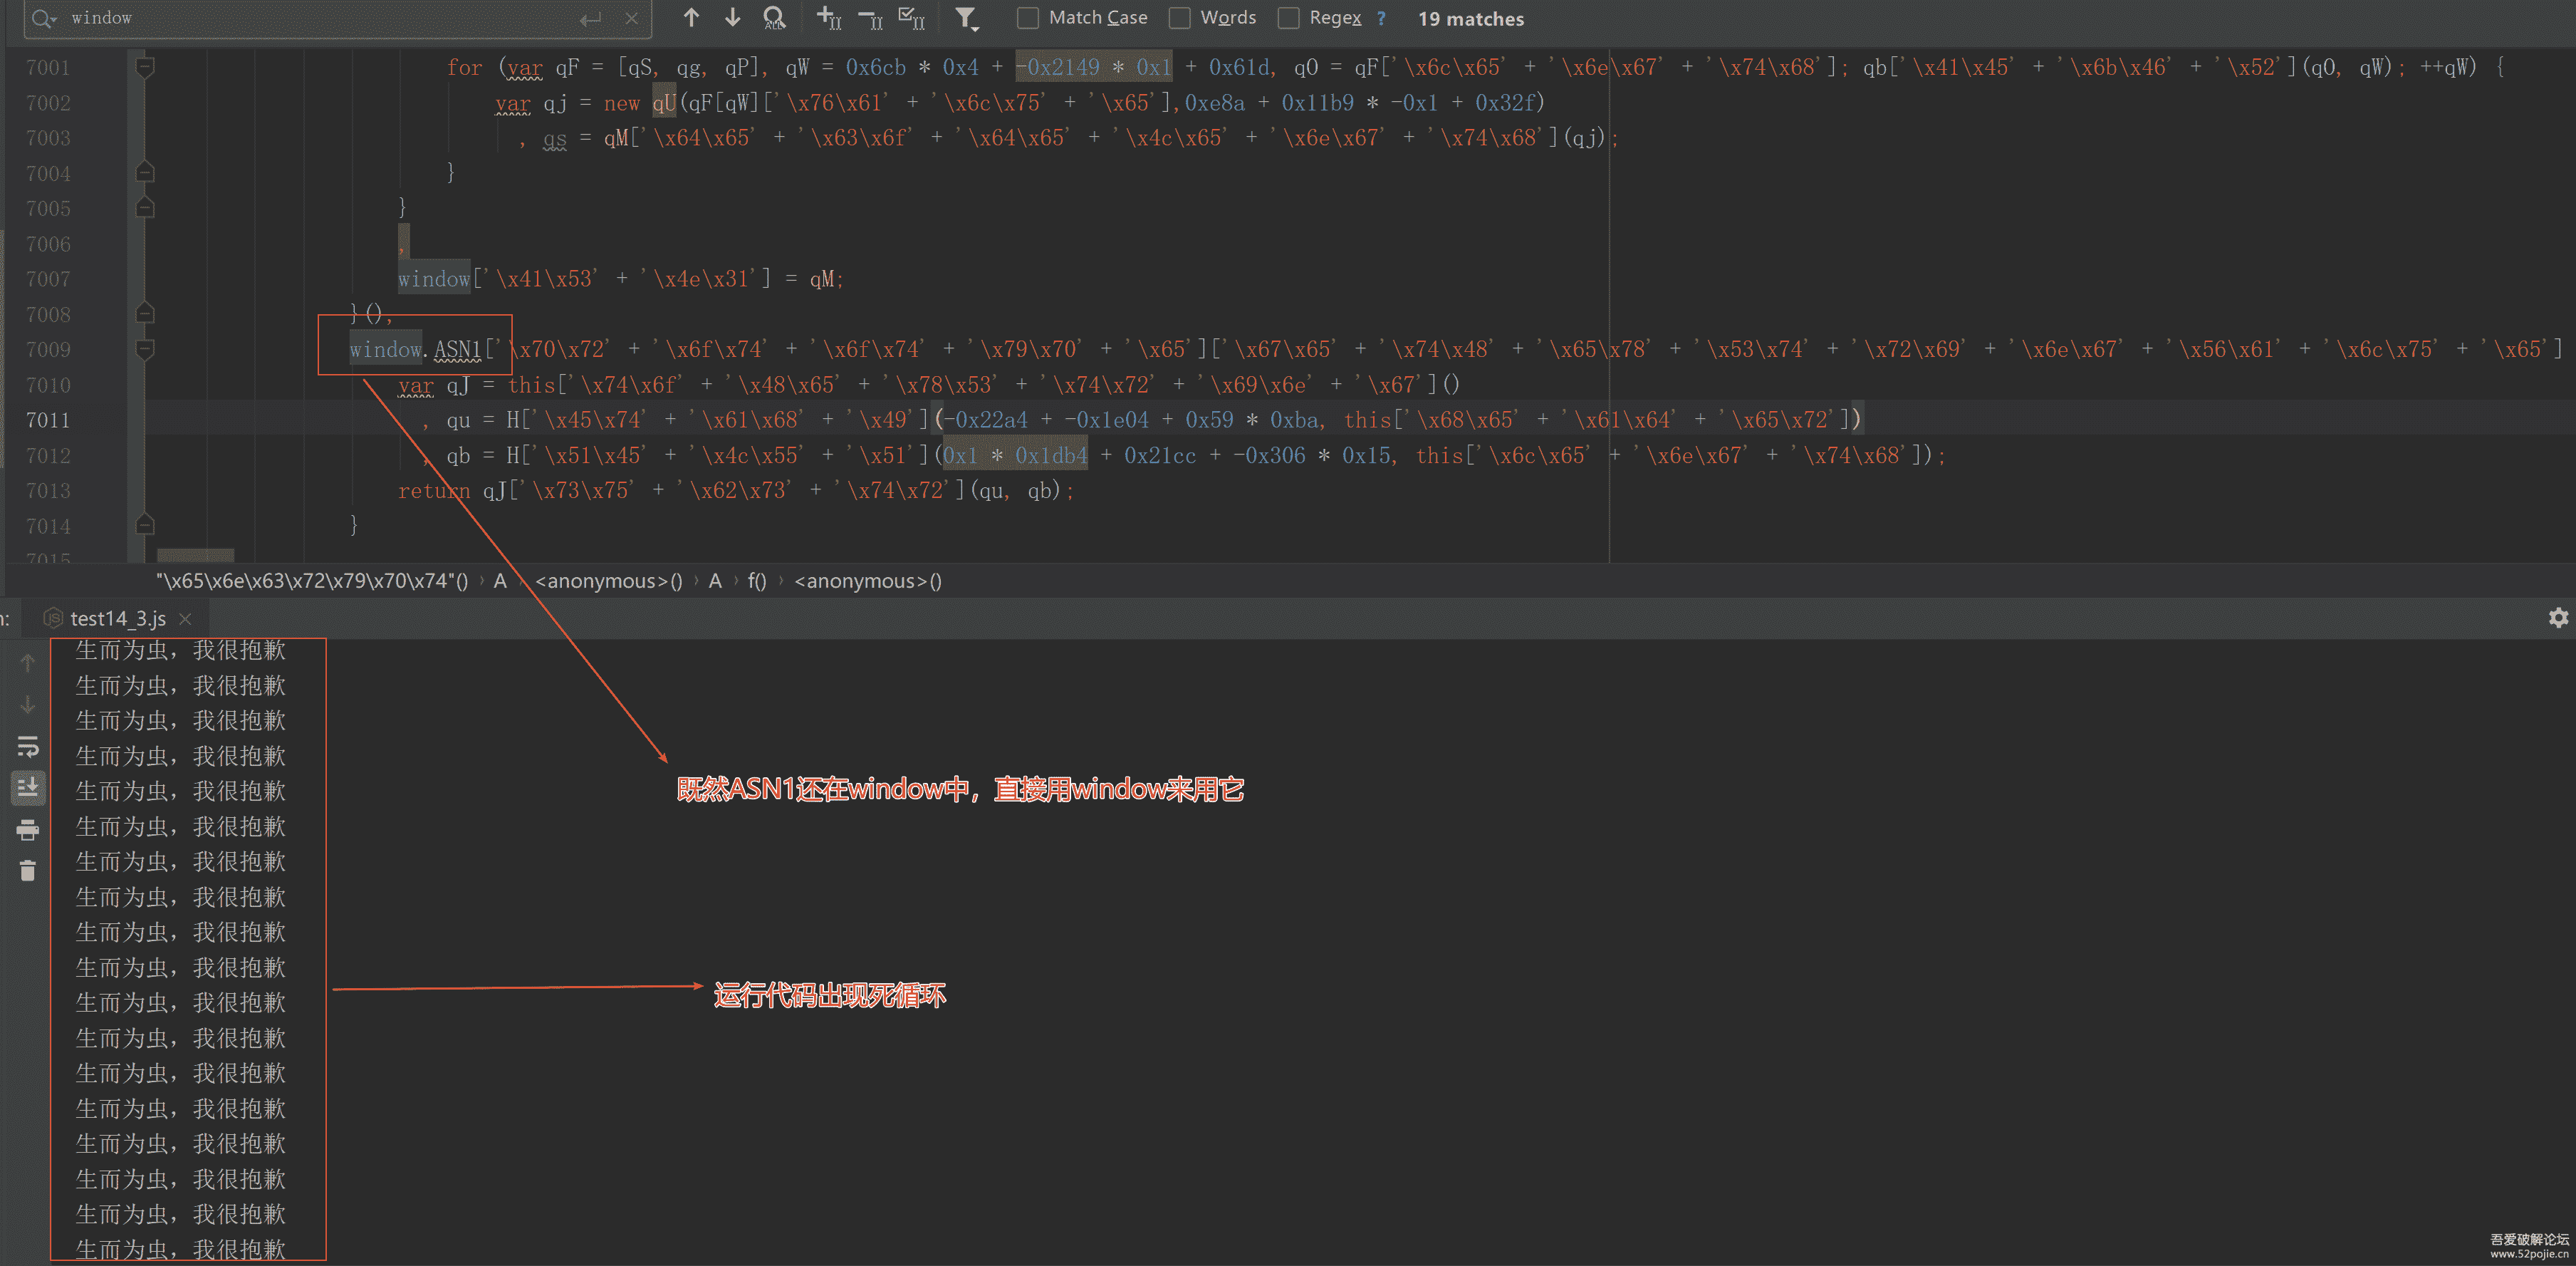 window
Match Case Words Regex ? 19 matches
7001 for (var qF = [qS, qg, qP], qW = 0x6cb * 0x4 + -0x2149 * 0x1 + 0x61d, qO = qF['\x6c\x65' + '\x6e\x67' + '\x74\x68']; qb['\x41\x45' + '\x6b\x46' + '\x52'](qO, qW); ++qW) {
7002 var qj = new qU(qF[qW]['\x76\x61' + '\x6c\x75' + '\x65'],0xe8a + 0x11b9 * -0x1 + 0x32f)
7003 , qs = qM['\x64\x65' + '\x63\x6f' + '\x64\x65' + '\x4c\x65' + '\x6e\x67' + '\x74\x68'](qj);
7004 }
7005 }
7006 ,
7007 window['\x41\x53' + '\x4e\x31'] = qM;
7008 }(),
7009 window.ASN1['\x70\x72' + '\x6f\x74' + '\x6f\x74' + '\x79\x70' + '\x65']['\x67\x65' + '\x74\x48' + '\x65\x78' + '\x53\x74' + '\x72\x69' + '\x6e\x67' + '\x56\x61' + '\x6c\x75' + '\x65']
7010 var qJ = this['\x74\x6f' + '\x48\x65' + '\x78\x53' + '\x74\x72' + '\x69\x6e' + '\x67']()
7011 , qu = H['\x45\x74' + '\x61\x68' + '\x49'](-0x22a4 + -0x1e04 + 0x59 * 0xba, this['\x68\x65' + '\x61\x64' + '\x65\x72'])
7012 , qb = H['\x51\x45' + '\x4c\x55' + '\x51'](0x1 * 0x1db4 + 0x21cc + -0x306 * 0x15, this['\x6c\x65' + '\x6e\x67' + '\x74\x68']);
7013 return qJ['\x73\x75' + '\x62\x73' + '\x74\x72'](qu, qb);
7014 }
7015
"\x65\x6e\x63\x72\x79\x70\x74"() › A › <anonymous>() › A › f() › <anonymous>()
n: test14_3.js
生而为虫，我很抱歉
生而为虫，我很抱歉
生而为虫，我很抱歉
生而为虫，我很抱歉
生而为虫，我很抱歉
既然ASN1还在window中，直接用window来用它
生而为虫，我很抱歉
生而为虫，我很抱歉
生而为虫，我很抱歉
生而为虫，我很抱歉
生而为虫，我很抱歉
运行代码出现死循环
生而为虫，我很抱歉
生而为虫，我很抱歉
生而为虫，我很抱歉
生而为虫，我很抱歉
生而为虫，我很抱歉
生而为虫，我很抱歉
生而为虫，我很抱歉
生而为虫，我很抱歉
吾爱破解论坛
www.52pojie.cn